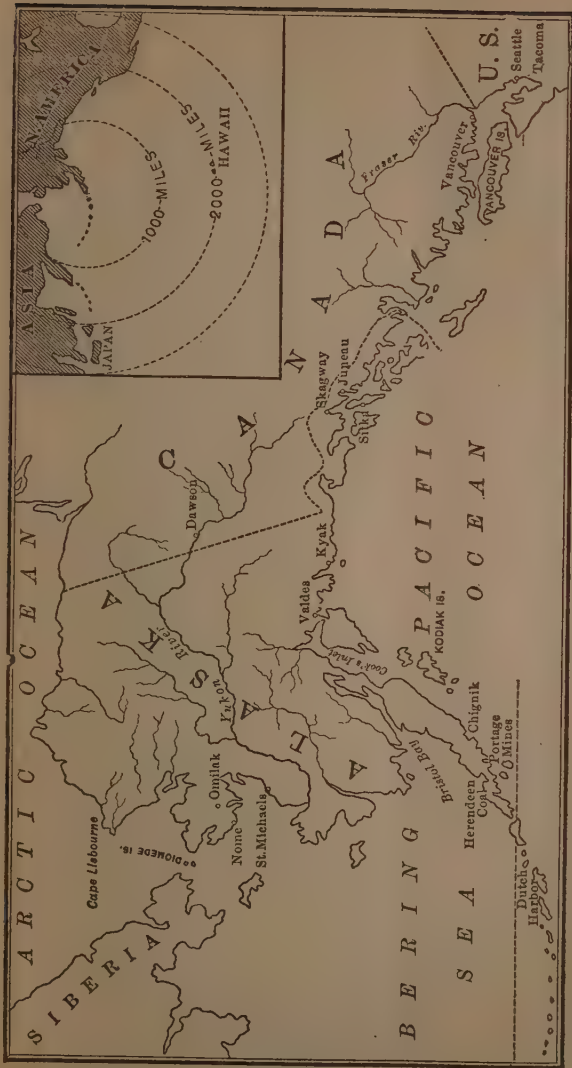 ARCTIC OCEAN
SIBERIA
Cape Lisbourne
DIOMEDE IS.
Omilak
Nome
St. Michaels
Yukon River
ALASKA
Dawson
CANADA
BERING
SEA
Bristol Bay
Cook's Inlet
Valdes
Kyak
Skagway
Juneau
Sitka
KODIAK IS.
PACIFIC
OCEAN
Chignik
Portage
Mines
Herendeen
Coal
Dutch
Harbor
Fraser Riv.
Vancouver
VANCOUVER IS.
U. S.
Seattle
Tacoma
ASIA
N. AMERICA
JAPAN
1000 MILES
2000 MILES
HAWAII